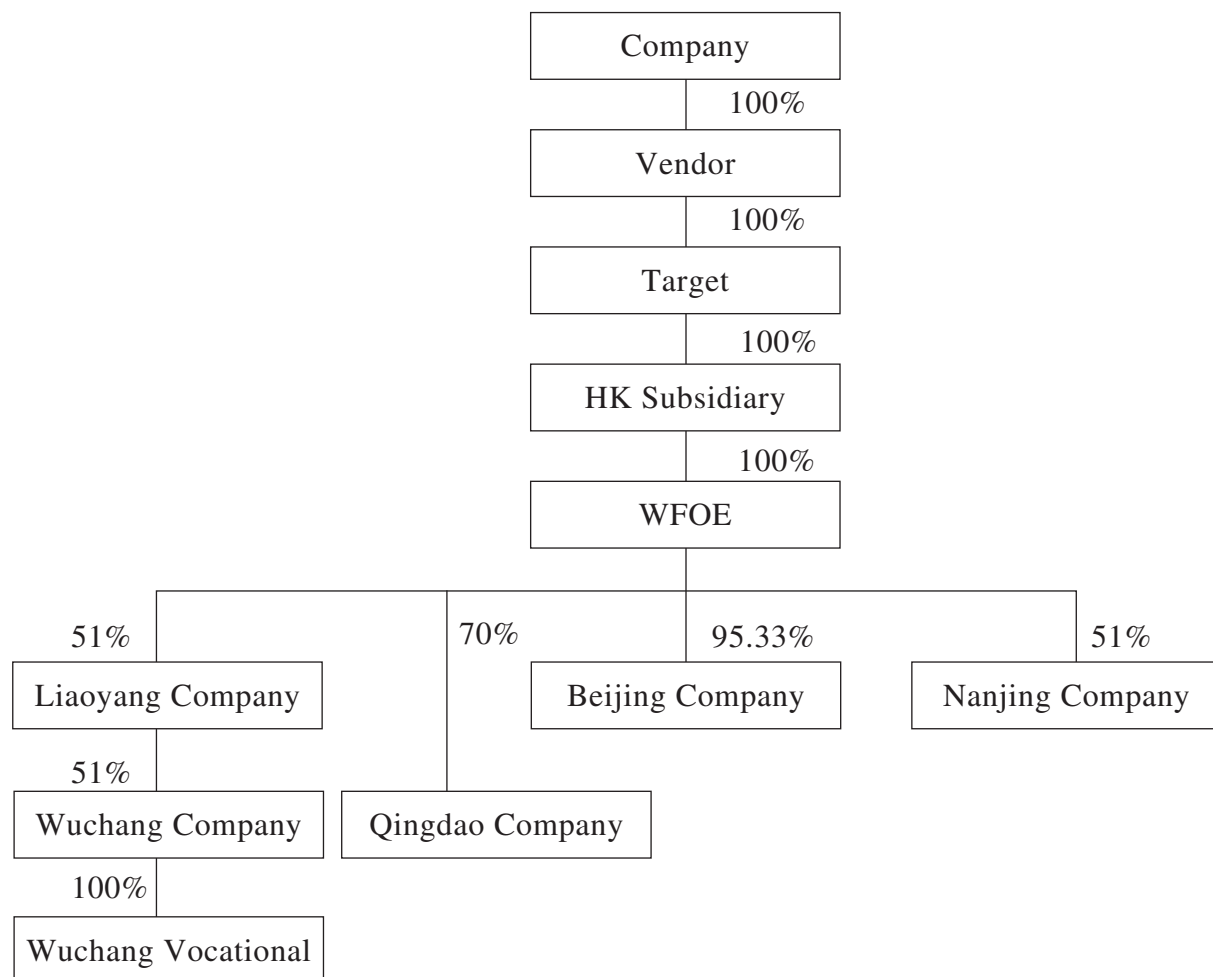 Company
100%
Vendor
100%
Target
100%
HK Subsidiary
100%
WFOE
51%
70%
95.33%
51%
Liaoyang Company
Beijing Company
Nanjing Company
51%
Wuchang Company
Qingdao Company
100%
Wuchang Vocational